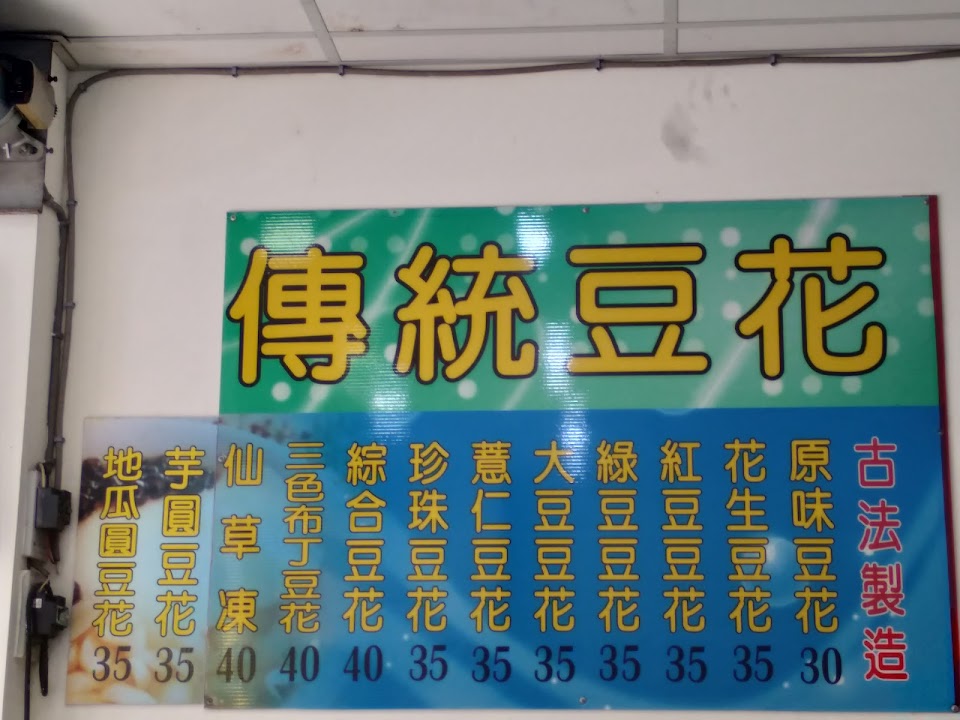 傳統豆花
古法製造
原味豆花 30
花生豆花 35
紅豆豆花 35
綠豆豆花 35
大豆豆花 35
薏仁豆花 35
珍珠豆花 35
綜合豆花 40
三色布丁豆花 40
仙草凍 40
芋圓豆花 35
地瓜圓豆花 35